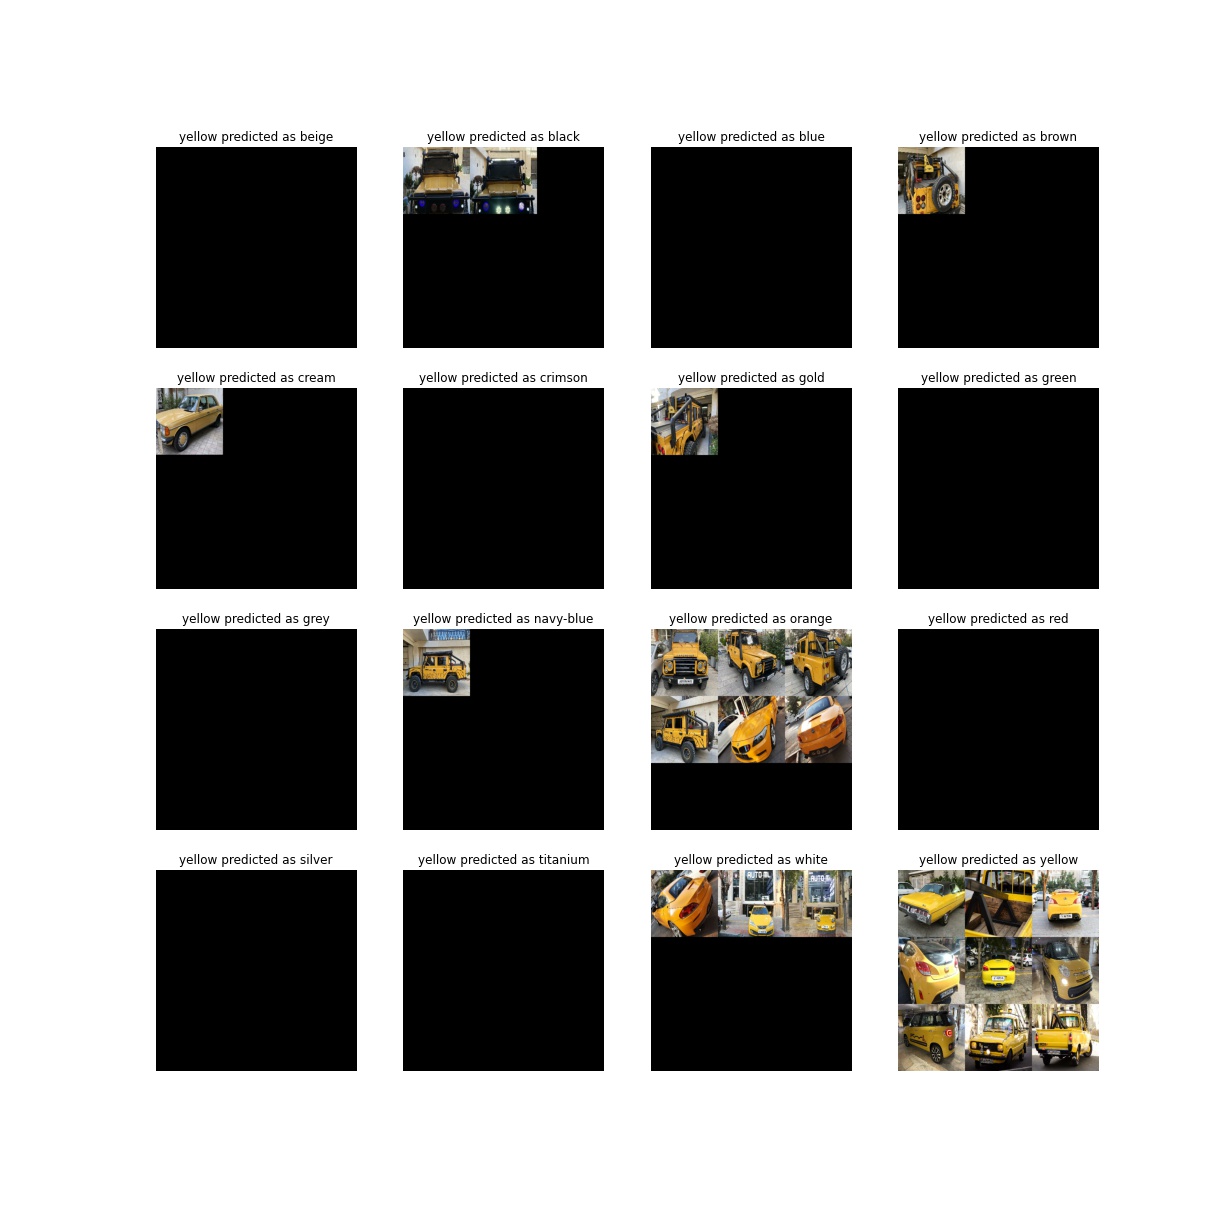 yellow predicted as beige
yellow predicted as black
yellow predicted as blue
yellow predicted as brown
yellow predicted as cream
yellow predicted as crimson
yellow predicted as gold
yellow predicted as green
yellow predicted as grey
yellow predicted as navy-blue
yellow predicted as orange
yellow predicted as red
yellow predicted as silver
yellow predicted as titanium
yellow predicted as white
yellow predicted as yellow